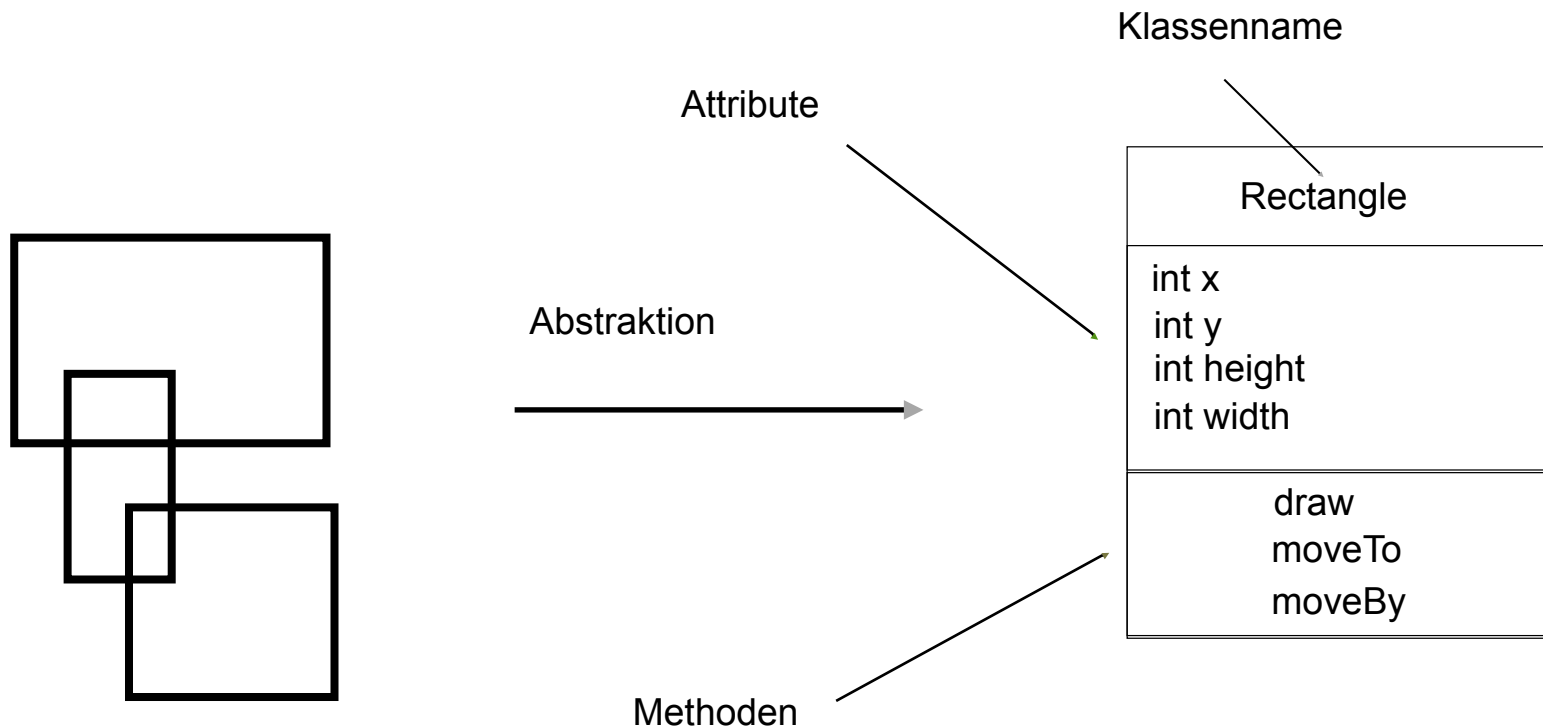 Klassenname
Attribute
Rectangle
int x
int y
int height
int width
Abstraktion
draw
moveTo
moveBy
Methoden